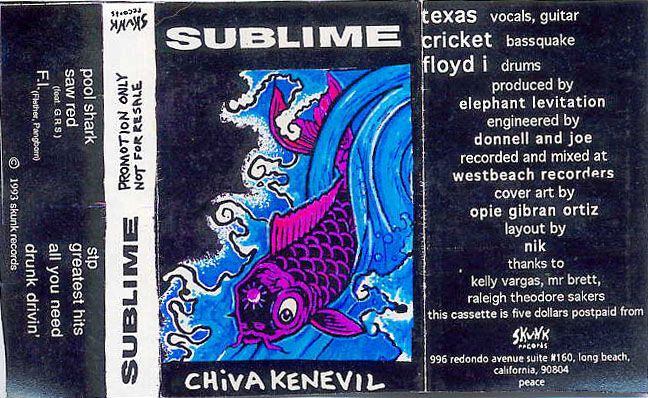 pool shark
saw red
(feat. G R S)
F.I. (Flather, Pangborn)
© 1993 skunk records
stp
greatest hits
all you need
drunk drivin'
SKUNK
records
PROMOTION ONLY
NOT FOR RESALE
SUBLIME
SUBLIME
CHiVA KENEVIL
texas vocals, guitar
cricket bassquake
floyd i drums
produced by
elephant levitation
engineered by
donnell and joe
recorded and mixed at
westbeach recorders
cover art by
opie gibran ortiz
layout by
nik
thanks to
kelly vargas, mr brett,
raleigh theodore sakers
this cassette is five dollars postpaid from
SKUNK
records
996 redondo avenue suite #160, long beach,
california, 90804
peace